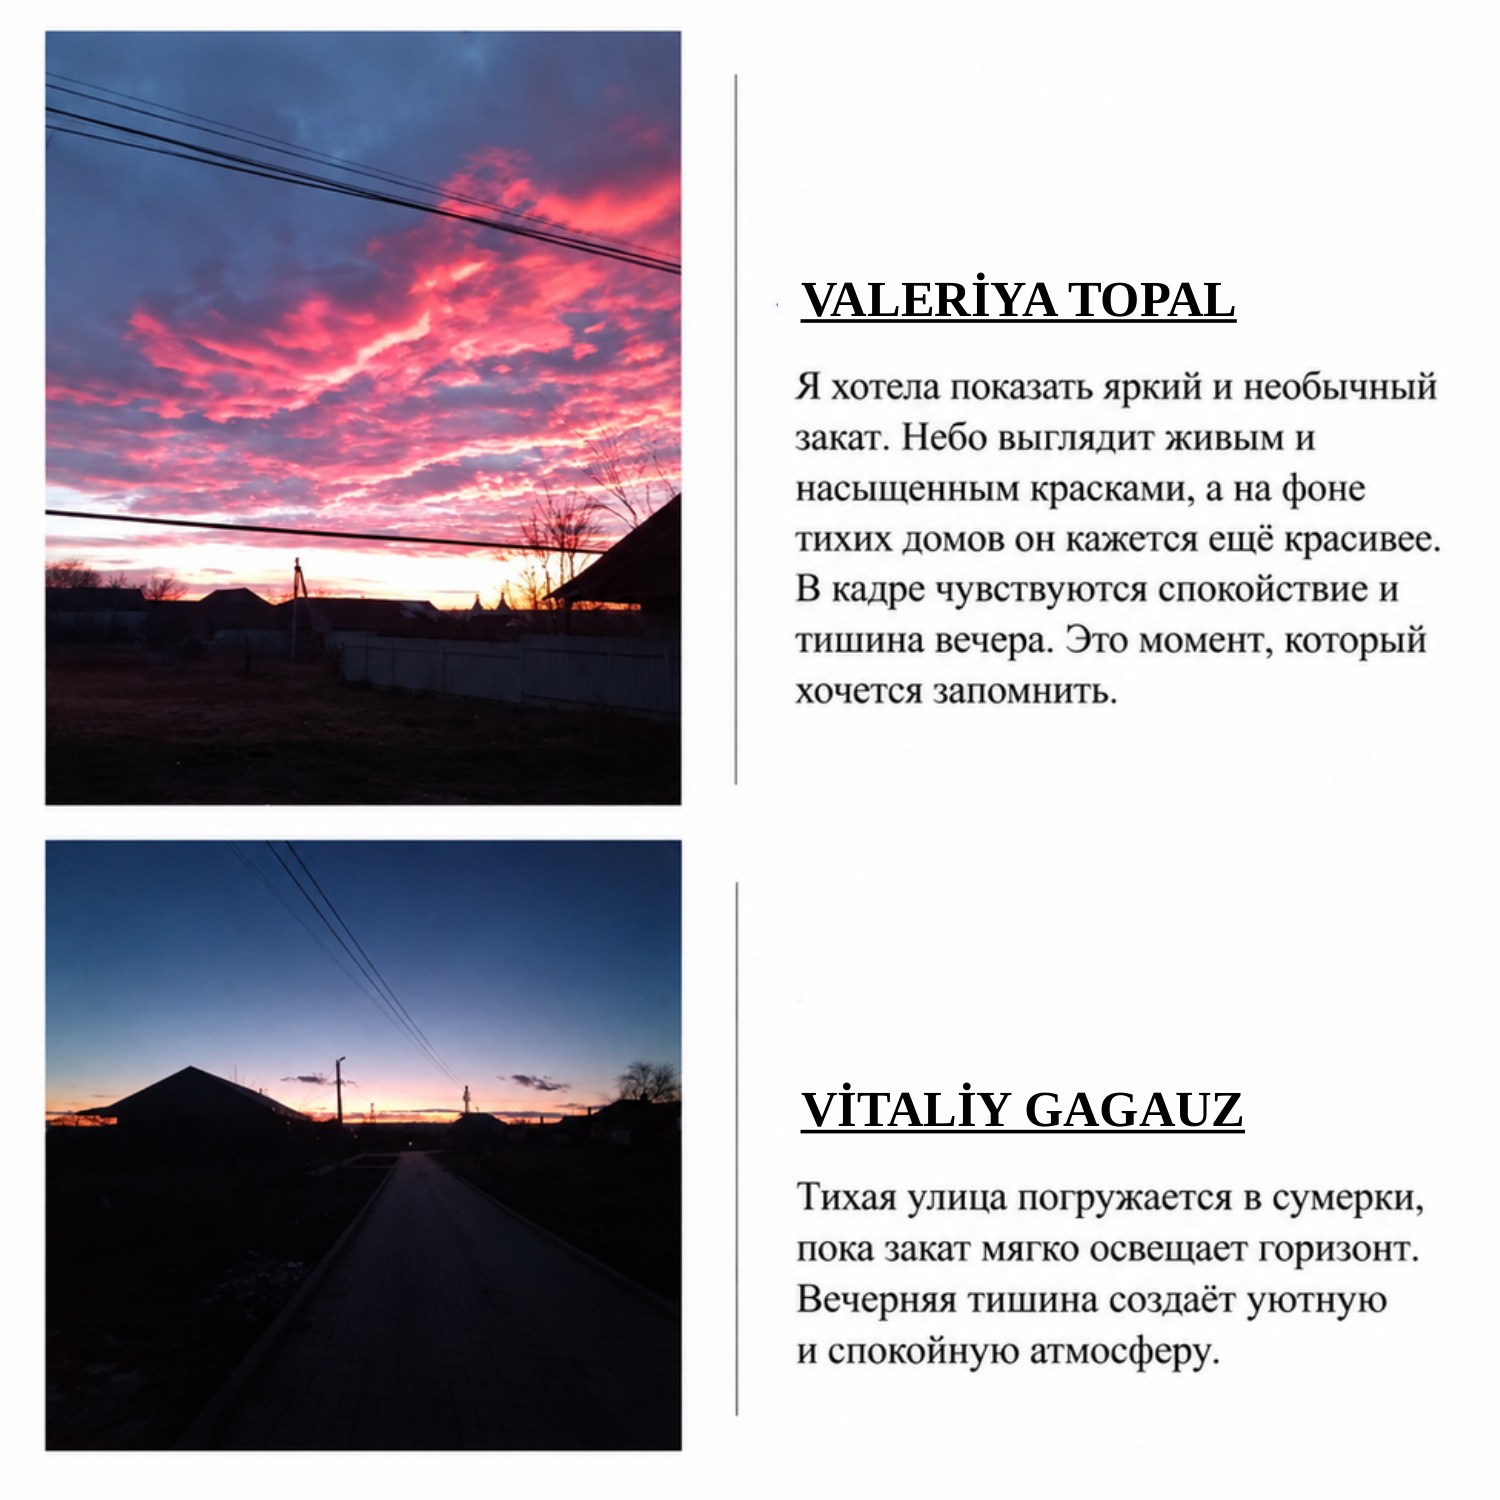 VALERİYA TOPAL
Я хотела показать яркий и необычный
закат. Небо выглядит живым и
насыщенным красками, а на фоне
тихих домов он кажется ещё красивее.
В кадре чувствуются спокойствие и
тишина вечера. Это момент, который
хочется запомнить.
VİTALİY GAGAUZ
Тихая улица погружается в сумерки,
пока закат мягко освещает горизонт.
Вечерняя тишина создаёт уютную
и спокойную атмосферу.